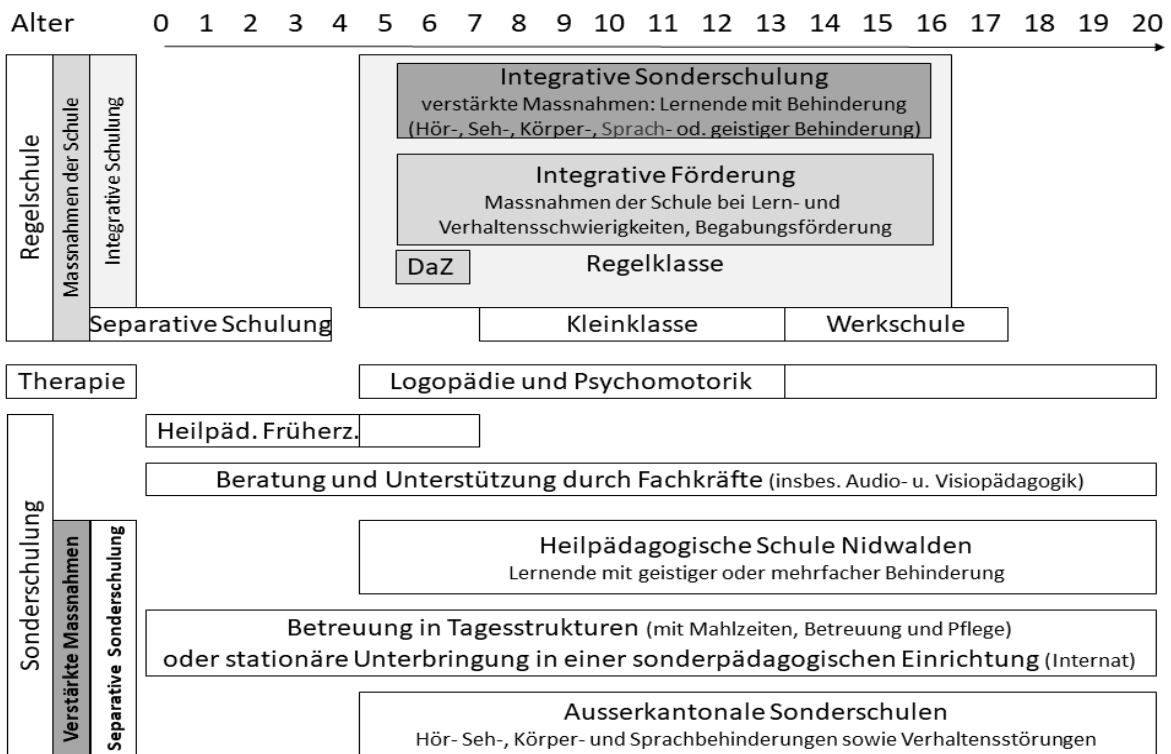 Alter 0 1 2 3 4 5 6 7 8 9 10 11 12 13 14 15 16 17 18 19 20
Regelschule
Massnahmen der Schule
Integrative Schulung
Integrative Sonderschulung
verstärkte Massnahmen: Lernende mit Behinderung
(Hör-, Seh-, Körper-, Sprach- od. geistiger Behinderung)
Integrative Förderung
Massnahmen der Schule bei Lern- und
Verhaltensschwierigkeiten, Begabungsförderung
DaZ Regelklasse
Separative Schulung Kleinklasse Werkschule
Therapie Logopädie und Psychomotorik
Sonderschulung
Heilpäd. Früherz.
Beratung und Unterstützung durch Fachkräfte (insbes. Audio- u. Visiopädagogik)
Verstärkte Massnahmen
Separative Sonderschulung
Heilpädagogische Schule Nidwalden
Lernende mit geistiger oder mehrfacher Behinderung
Betreuung in Tagesstrukturen (mit Mahlzeiten, Betreuung und Pflege)
oder stationäre Unterbringung in einer sonderpädagogischen Einrichtung (Internat)
Ausserkantonale Sonderschulen
Hör- Seh-, Körper- und Sprachbehinderungen sowie Verhaltensstörungen